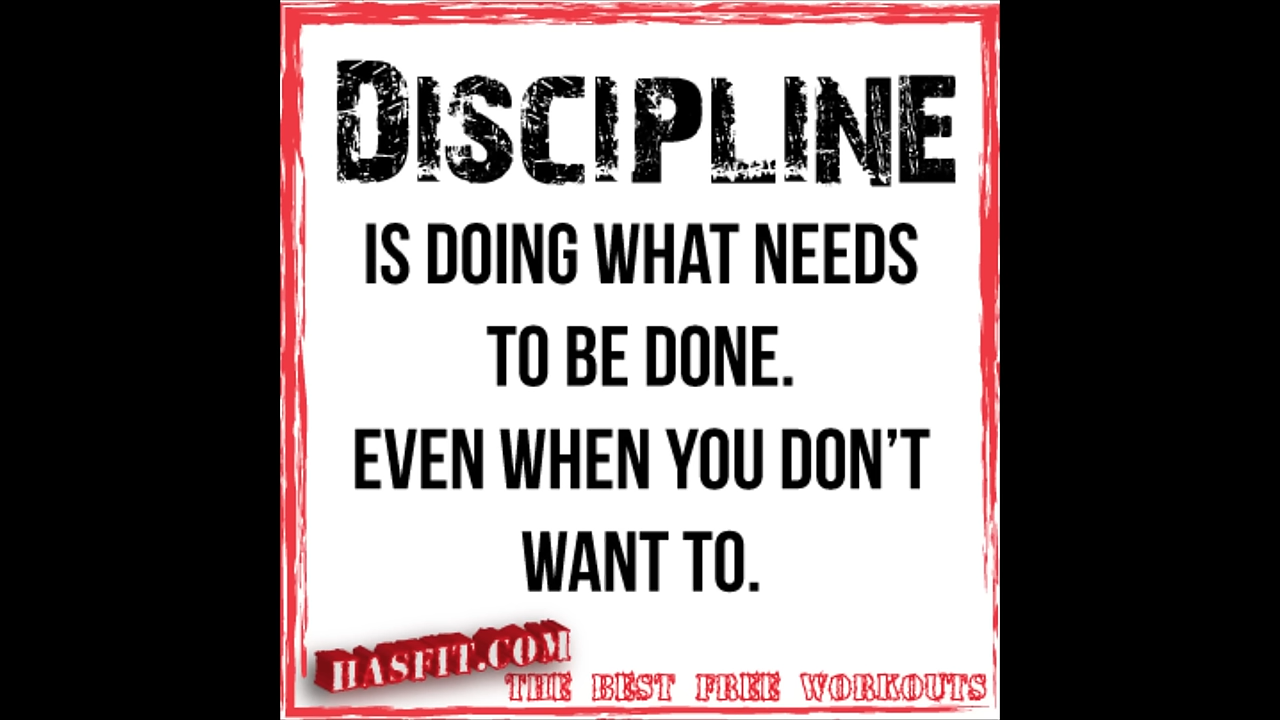 DISCIPLINE
IS DOING WHAT NEEDS
TO BE DONE.
EVEN WHEN YOU DON’T
WANT TO.
HASFIT.COM
THE BEST FREE WORKOUTS